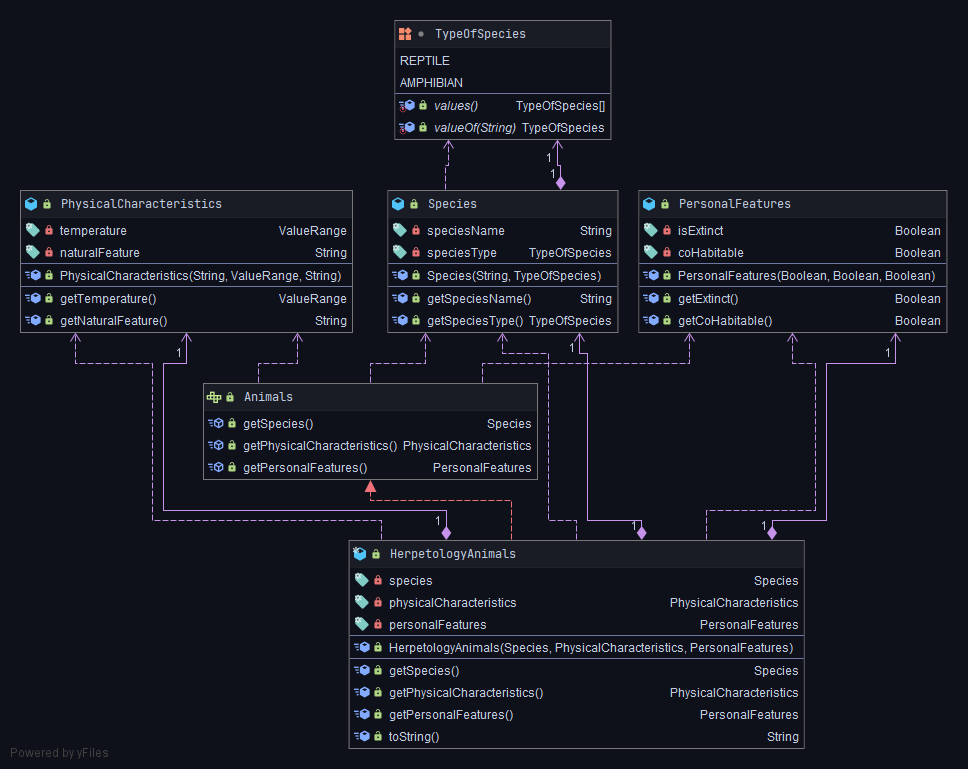 TypeOfSpecies
REPTILE
AMPHIBIAN
values() TypeOfSpecies[]
valueOf(String) TypeOfSpecies
1
1
PhysicalCharacteristics
temperature ValueRange
naturalFeature String
PhysicalCharacteristics(String, ValueRange, String)
getTemperature() ValueRange
getNaturalFeature() String
Species
speciesName String
speciesType TypeOfSpecies
Species(String, TypeOfSpecies)
getSpeciesName() String
getSpeciesType() TypeOfSpecies
PersonalFeatures
isExtinct Boolean
coHabitable Boolean
PersonalFeatures(Boolean, Boolean, Boolean)
getExtinct() Boolean
getCoHabitable() Boolean
1
1
1
Animals
getSpecies() Species
getPhysicalCharacteristics() PhysicalCharacteristics
getPersonalFeatures() PersonalFeatures
1
1
1
HerpetologyAnimals
species Species
physicalCharacteristics PhysicalCharacteristics
personalFeatures PersonalFeatures
HerpetologyAnimals(Species, PhysicalCharacteristics, PersonalFeatures)
getSpecies() Species
getPhysicalCharacteristics() PhysicalCharacteristics
getPersonalFeatures() PersonalFeatures
toString() String
Powered by yFiles